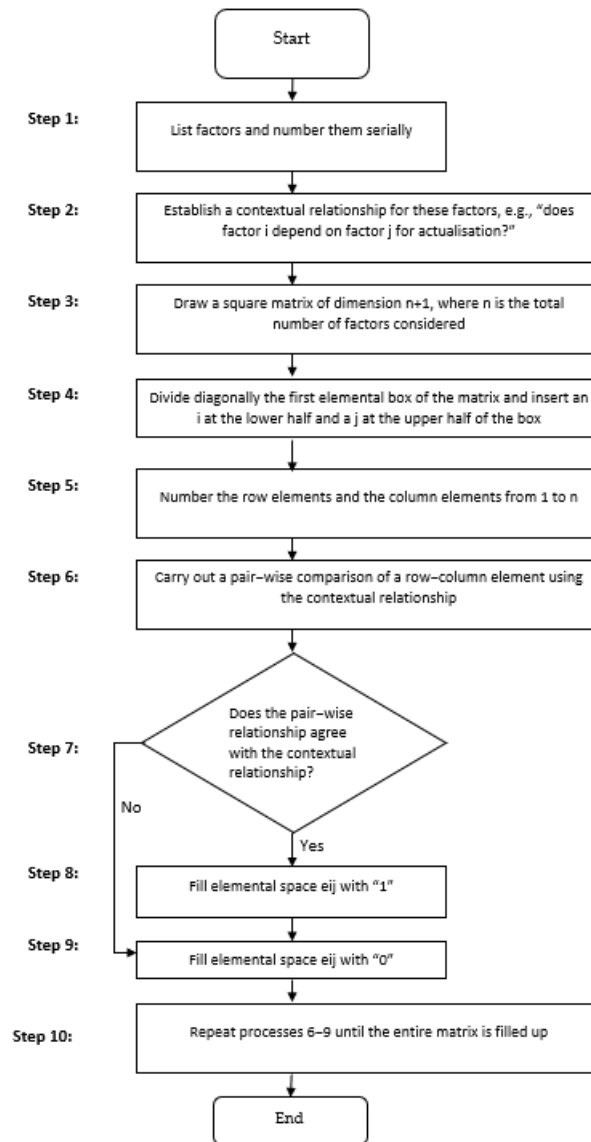 Start
Step 1:
List factors and number them serially
Step 2:
Establish a contextual relationship for these factors, e.g., “does
factor i depend on factor j for actualisation?”
Step 3:
Draw a square matrix of dimension n+1, where n is the total
number of factors considered
Step 4:
Divide diagonally the first elemental box of the matrix and insert an
i at the lower half and a j at the upper half of the box
Step 5:
Number the row elements and the column elements from 1 to n
Step 6:
Carry out a pair–wise comparison of a row–column element using
the contextual relationship
Step 7:
Does the pair–wise
relationship agree
with the contextual
relationship?
No
Yes
Step 8:
Fill elemental space eij with “1”
Step 9:
Fill elemental space eij with “0”
Step 10:
Repeat processes 6–9 until the entire matrix is filled up
End